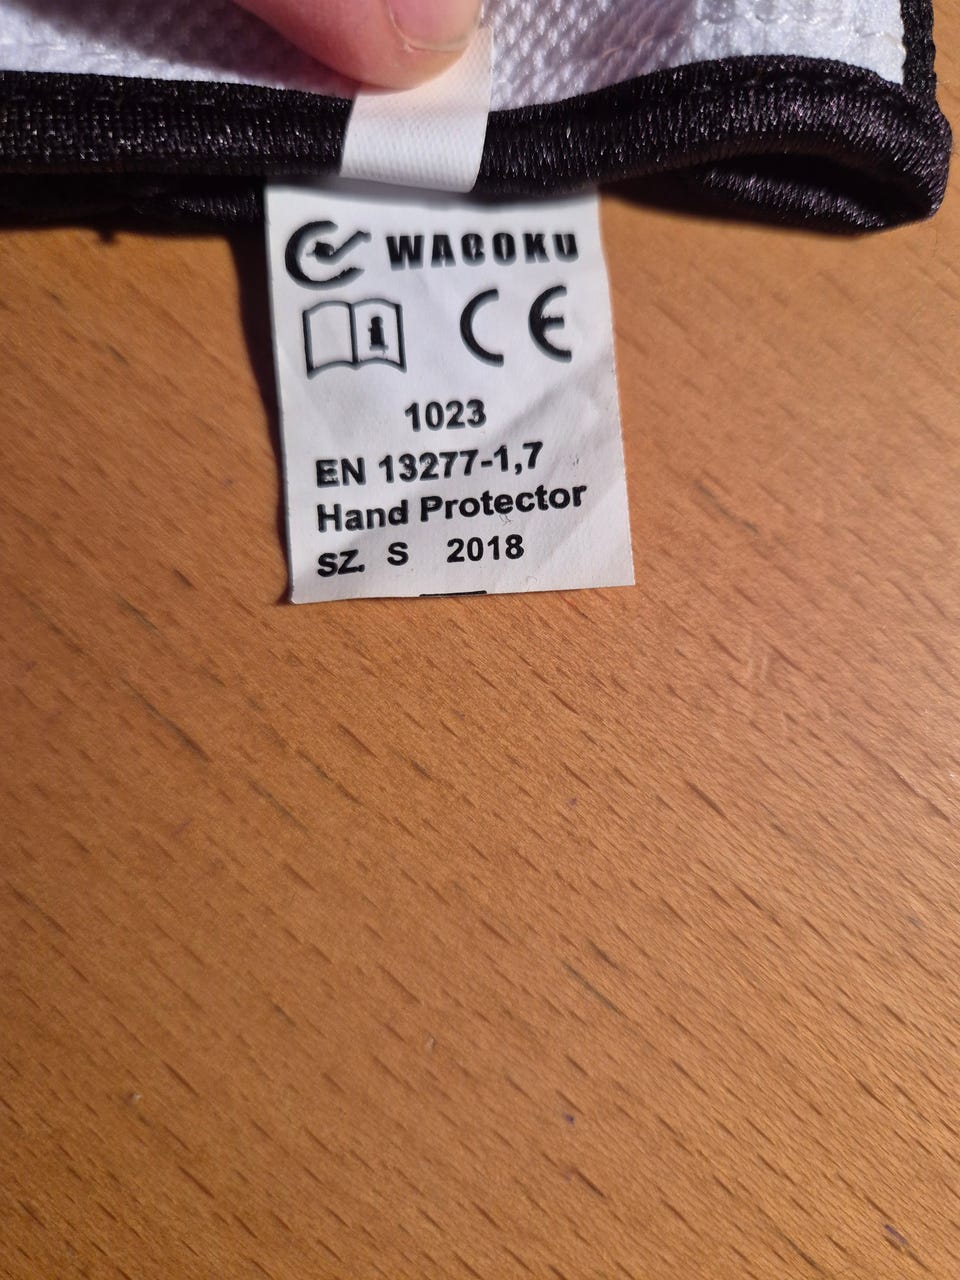 WACOKU
CE
1023
EN 13277-1,7
Hand Protector
SZ. S 2018